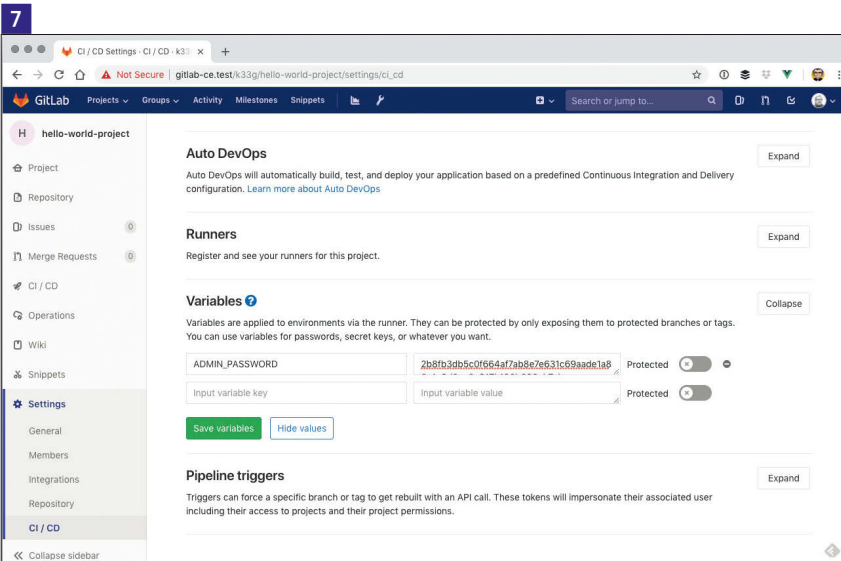 7
CI / CD Settings · CI / CD · k33
Not Secure | gitlab-ce.test/k33g/hello-world-project/settings/ci_cd
GitLab Projects Groups Activity Milestones Snippets Search or jump to...
H hello-world-project
Project
Repository
Issues 0
Merge Requests 0
CI / CD
Operations
Wiki
Snippets
Settings
General
Members
Integrations
Repository
CI / CD
Collapse sidebar
Auto DevOps
Expand
Auto DevOps will automatically build, test, and deploy your application based on a predefined Continuous Integration and Delivery
configuration. Learn more about Auto DevOps
Runners
Expand
Register and see your runners for this project.
Variables
Collapse
Variables are applied to environments via the runner. They can be protected by only exposing them to protected branches or tags.
You can use variables for passwords, secret keys, or whatever you want.
ADMIN_PASSWORD 2b8fb3db5c0f664af7ab8e7e631c69aade1a8 Protected
Input variable key Input variable value Protected
Save variables Hide values
Pipeline triggers
Expand
Triggers can force a specific branch or tag to get rebuilt with an API call. These tokens will impersonate their associated user
including their access to projects and their project permissions.